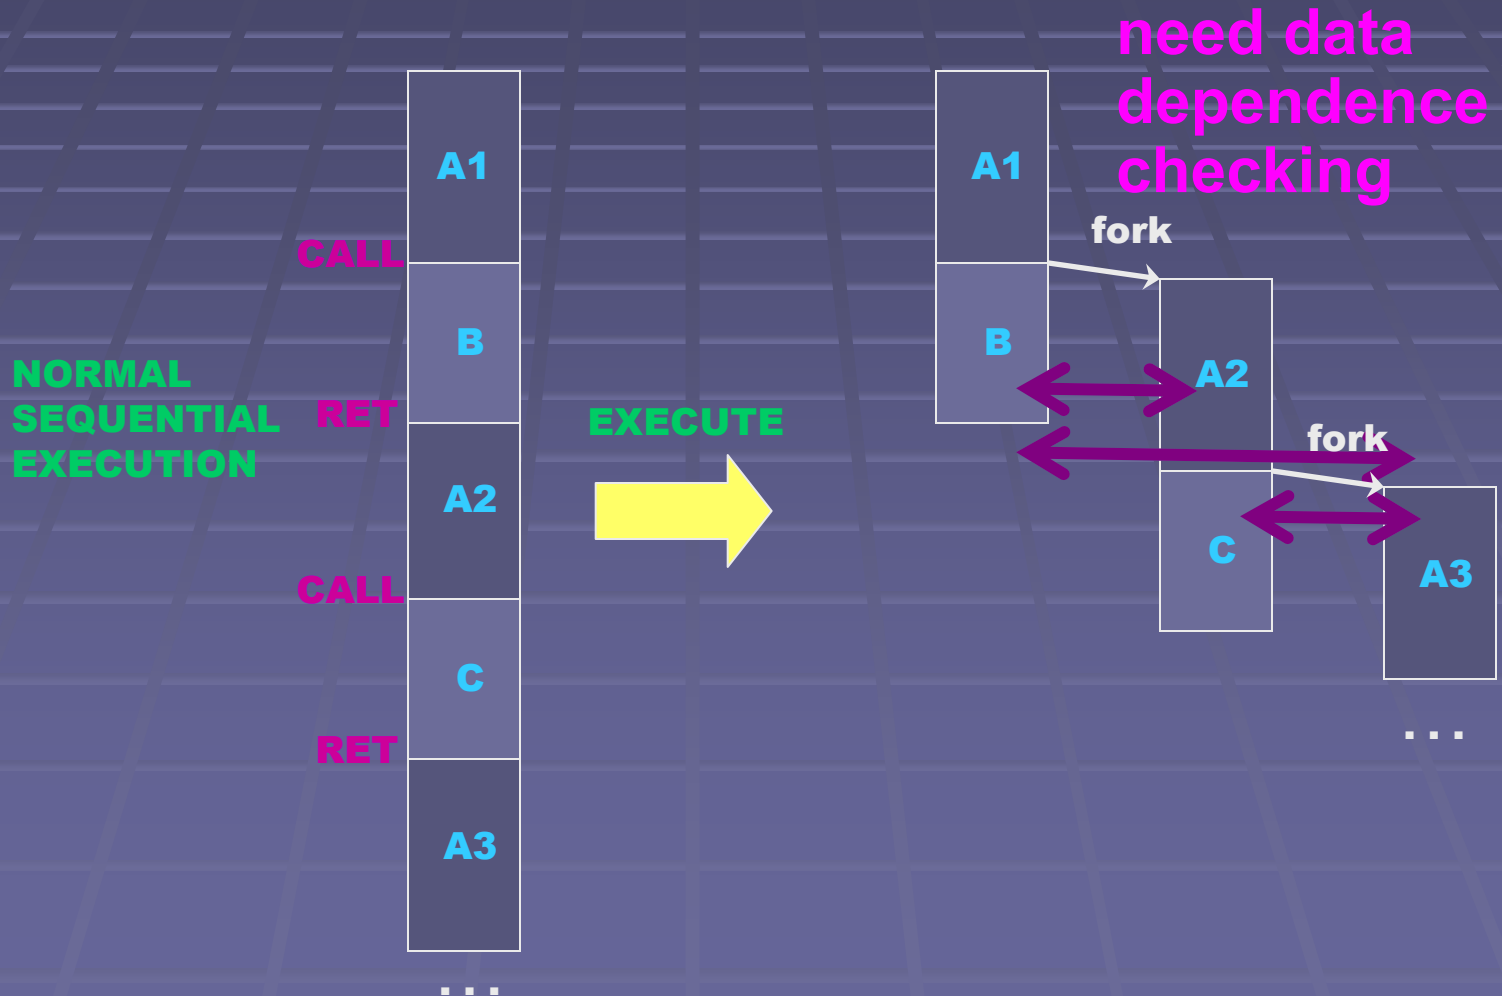 need data
dependence
checking
A1
CALL
B
RET
A2
CALL
C
RET
A3
...
NORMAL
SEQUENTIAL
EXECUTION
EXECUTE
A1
fork
B
A2
fork
C
A3
...